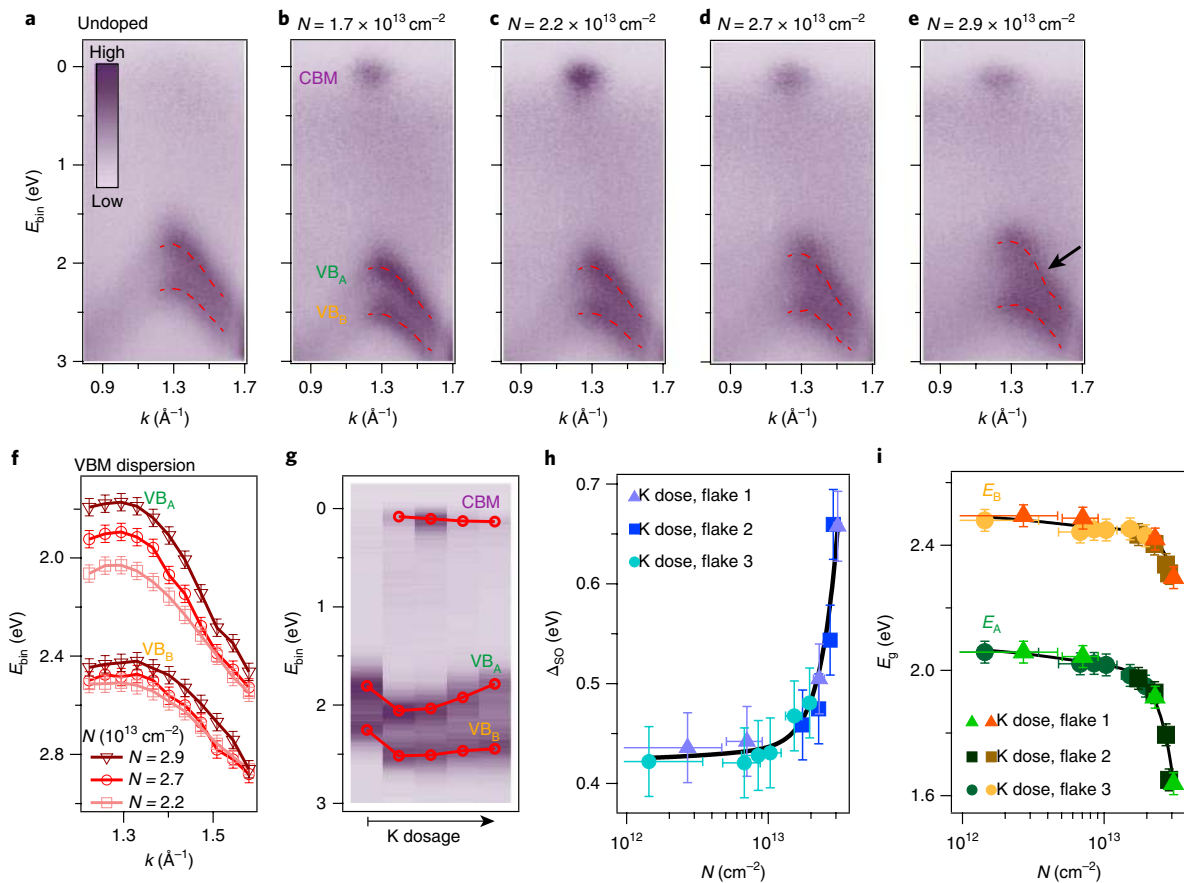 a Undoped
b N = 1.7 × 10¹³ cm⁻²
c N = 2.2 × 10¹³ cm⁻²
d N = 2.7 × 10¹³ cm⁻²
e N = 2.9 × 10¹³ cm⁻²
High
Low
CBM
VB_A
VB_B
0
1
2
3
E_bin (eV)
0.9 1.3 1.7
k (Å⁻¹)
0.9 1.3 1.7
k (Å⁻¹)
0.9 1.3 1.7
k (Å⁻¹)
0.9 1.3 1.7
k (Å⁻¹)
0.9 1.3 1.7
k (Å⁻¹)
f VBM dispersion
VB_A
VB_B
2.0
2.4
2.8
E_bin (eV)
N (10¹³ cm⁻²)
N = 2.9
N = 2.7
N = 2.2
1.3 1.5
k (Å⁻¹)
g
CBM
VB_A
VB_B
0
1
2
3
E_bin (eV)
K dosage
h
K dose, flake 1
K dose, flake 2
K dose, flake 3
0.7
0.6
0.5
0.4
Δ_SO (eV)
10¹² 10¹³
N (cm⁻²)
i
E_B
E_A
2.4
2.0
1.6
E_g (eV)
K dose, flake 1
K dose, flake 2
K dose, flake 3
10¹² 10¹³
N (cm⁻²)